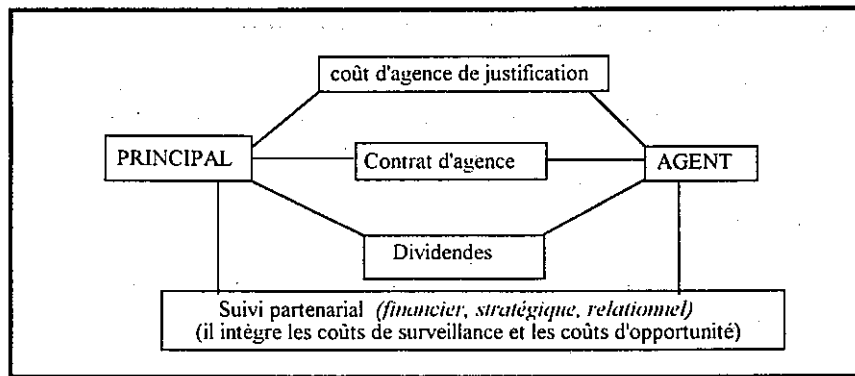 coût d'agence de justification
PRINCIPAL
Contrat d'agence
AGENT
Dividendes
Suivi partenarial (financier, stratégique, relationnel)
(il intègre les coûts de surveillance et les coûts d'opportunité)